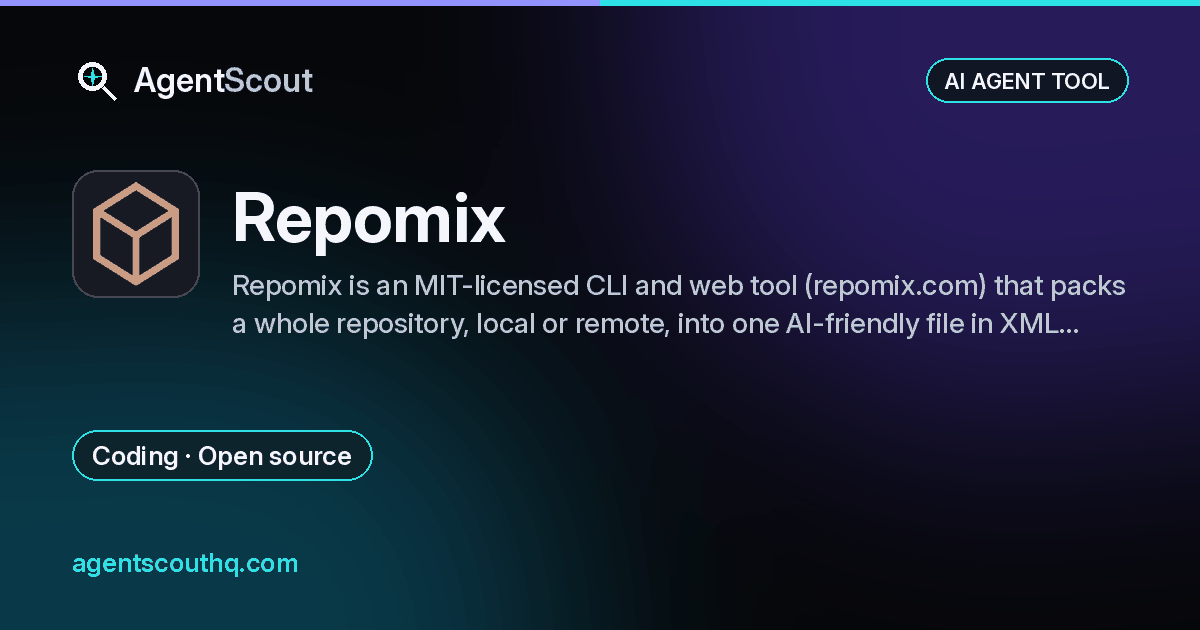 AgentScout
AI AGENT TOOL
Repomix
Repomix is an MIT-licensed CLI and web tool (repomix.com) that packs
a whole repository, local or remote, into one AI-friendly file in XML...
Coding · Open source
agentscouthq.com